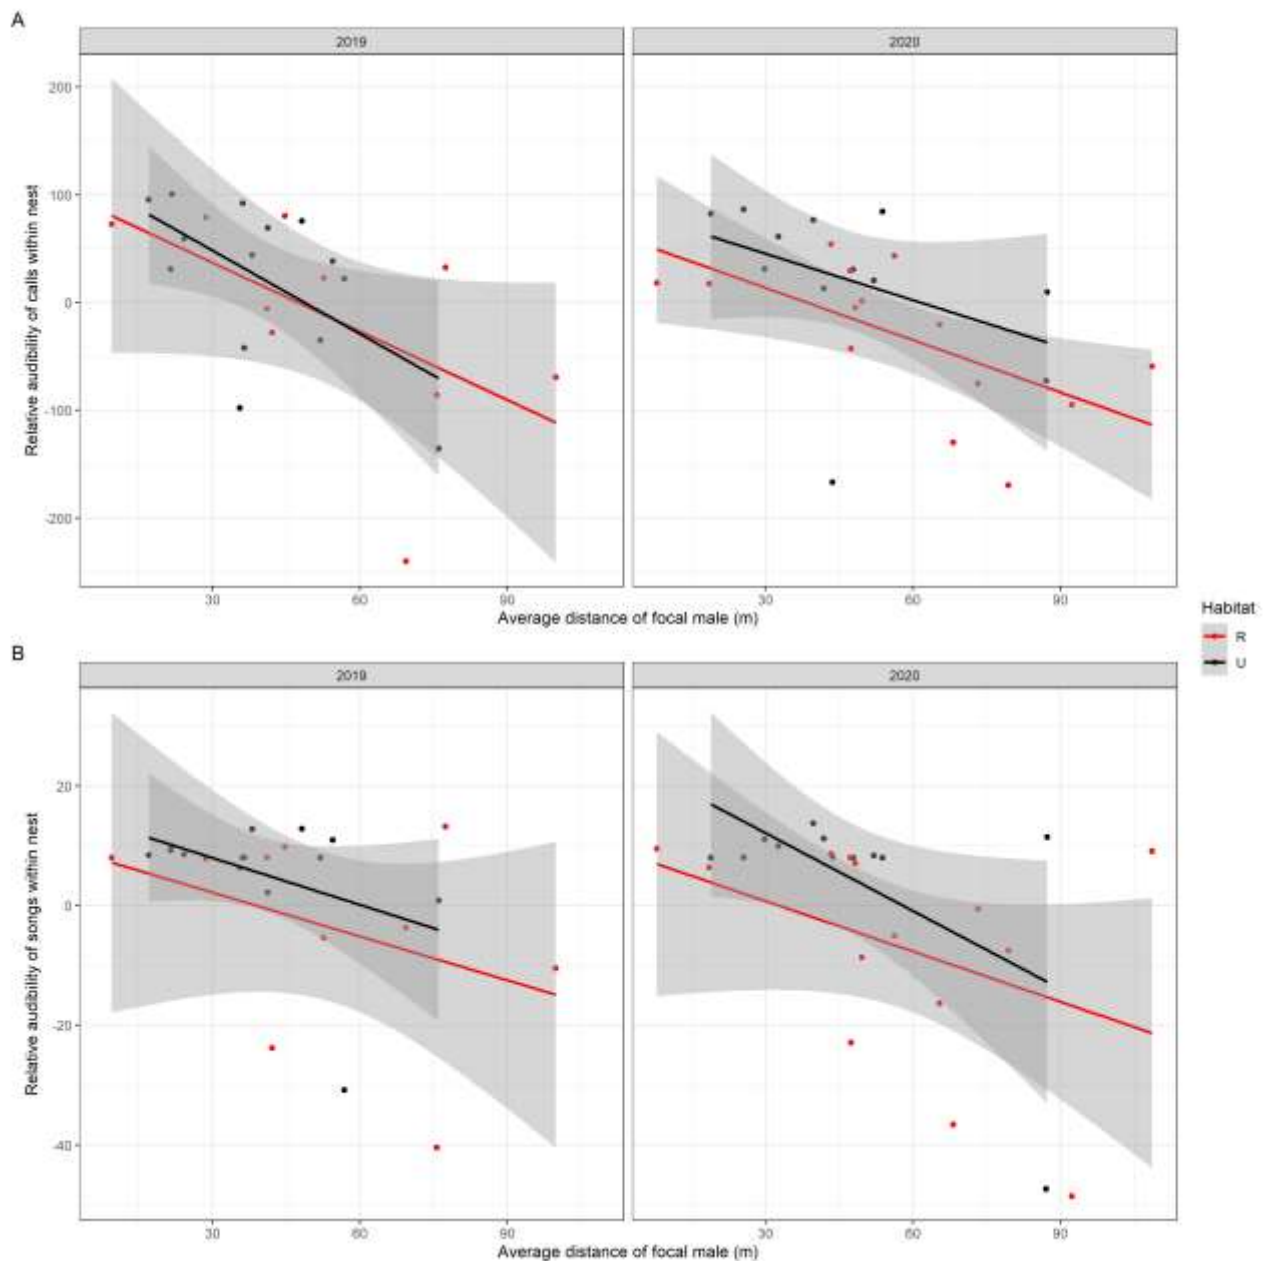 A
2019
2020
200
100
0
-100
-200
Relative audibility of calls within nest
30
60
90
30
60
90
Average distance of focal male (m)
Habitat
R
U
B
2019
2020
20
0
-20
-40
Relative audibility of songs within nest
30
60
90
30
60
90
Average distance of focal male (m)